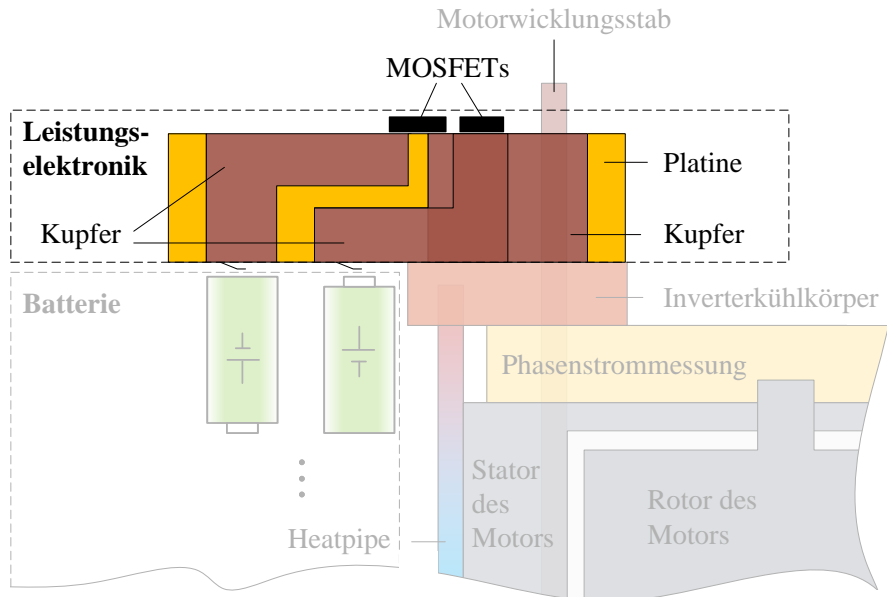 Motorwicklungsstab
MOSFETs
Leistungs-
elektronik
Platine
Kupfer
Kupfer
Batterie
Inverterkühlkörper
Phasenstrommessung
Stator
des
Motors
Rotor des
Motors
Heatpipe